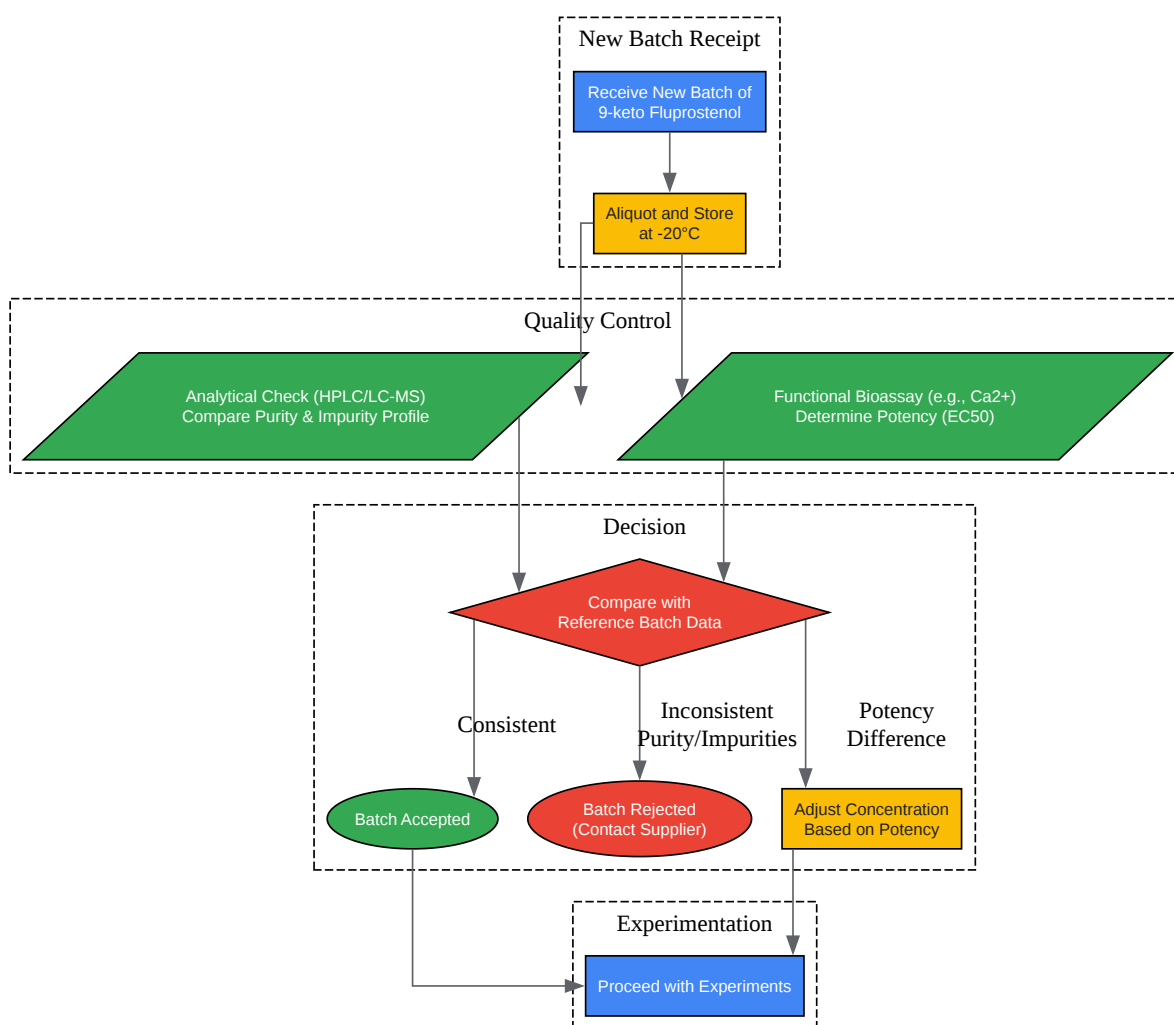 New Batch Receipt
Receive New Batch of
9-keto Fluprostenol
Aliquot and Store
at -20°C
Quality Control
Analytical Check (HPLC/LC-MS)
Compare Purity & Impurity Profile
Functional Bioassay (e.g., Ca2+)
Determine Potency (EC50)
Decision
Compare with
Reference Batch Data
Consistent
Inconsistent
Purity/Impurities
Potency
Difference
Batch Accepted
Batch Rejected
(Contact Supplier)
Adjust Concentration
Based on Potency
Experimentation
Proceed with Experiments